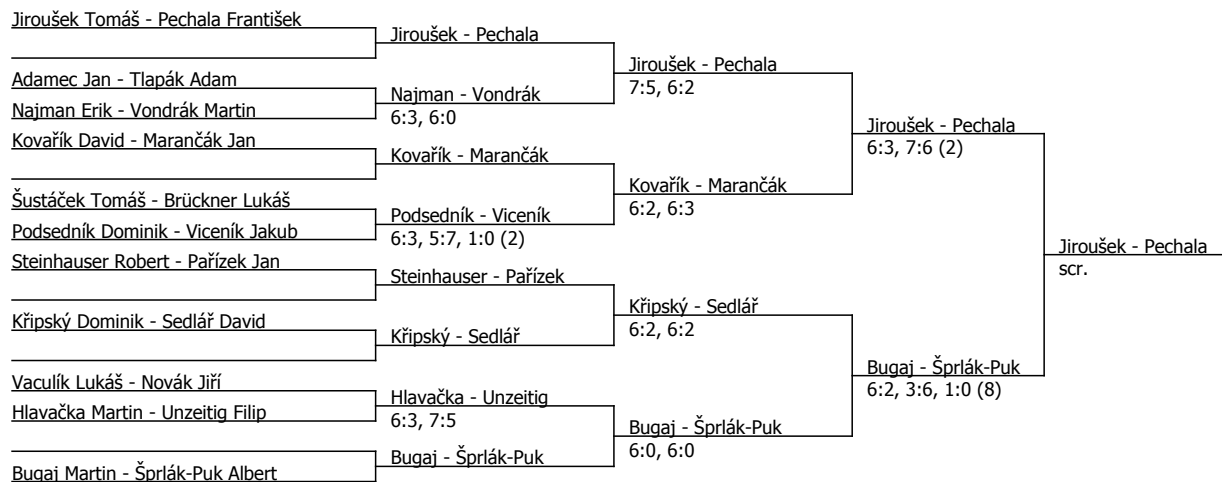 Jiroušek Tomáš - Pechala František
Adamec Jan - Tlapák Adam
Najman Erik - Vondrák Martin
Kovařík David - Marančák Jan
Šustáček Tomáš - Brückner Lukáš
Podsedník Dominik - Viceník Jakub
Steinhauser Robert - Pařízek Jan
Křipský Dominik - Sedlář David
Vaculík Lukáš - Novák Jiří
Hlavačka Martin - Unzeitig Filip
Bugaj Martin - Šprlák-Puk Albert
Jiroušek - Pechala
Najman - Vondrák
6:3, 6:0
Kovařík - Marančák
Podsedník - Viceník
6:3, 5:7, 1:0 (2)
Steinhauser - Pařízek
Křipský - Sedlář
Hlavačka - Unzeitig
6:3, 7:5
Bugaj - Šprlák-Puk
Jiroušek - Pechala
7:5, 6:2
Kovařík - Marančák
6:2, 6:3
Křipský - Sedlář
6:2, 6:2
Bugaj - Šprlák-Puk
6:0, 6:0
Jiroušek - Pechala
6:3, 7:6 (2)
Bugaj - Šprlák-Puk
6:2, 3:6, 1:0 (8)
Jiroušek - Pechala
scr.